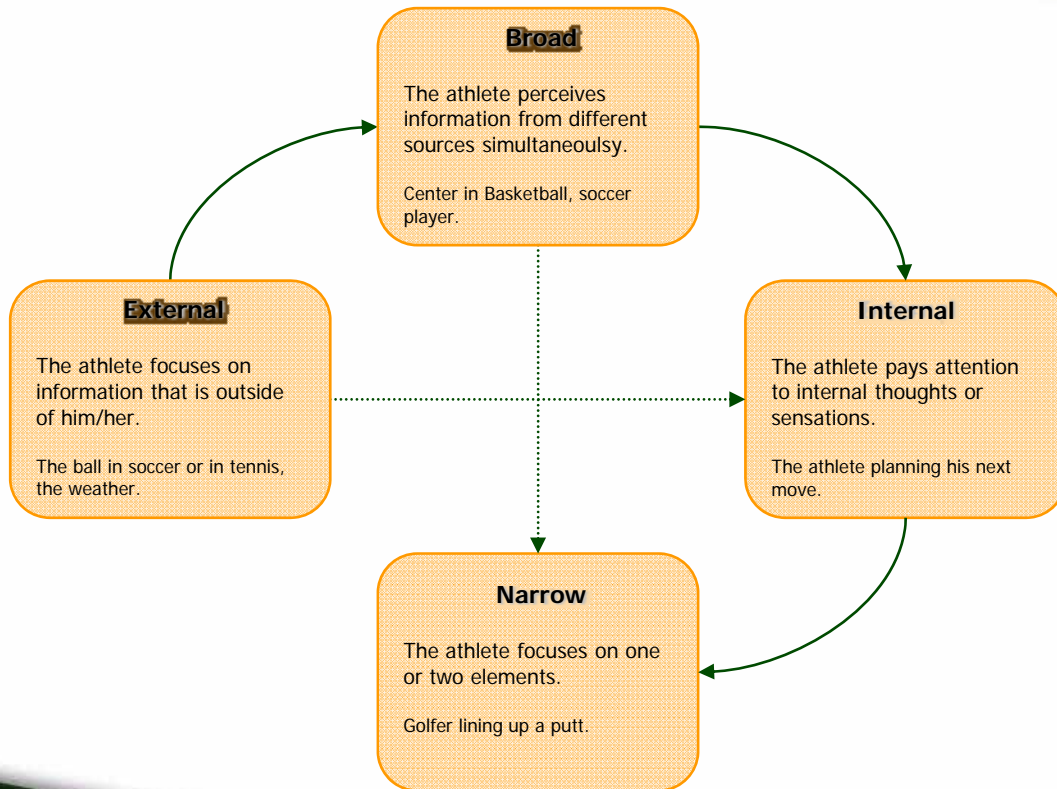 Broad
The athlete perceives
information from different
sources simultaneoulsy.
Center in Basketball, soccer
player.
External
The athlete focuses on
information that is outside
of him/her.
The ball in soccer or in tennis,
the weather.
Internal
The athlete pays attention
to internal thoughts or
sensations.
The athlete planning his next
move.
Narrow
The athlete focuses on one
or two elements.
Golfer lining up a putt.